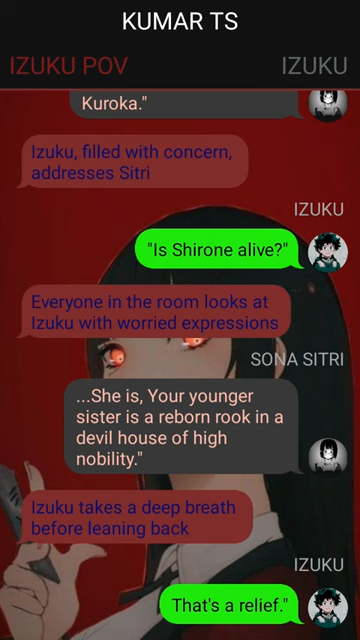 KUMAR TS
IZUKU POV
IZUKU
Kuroka."
Izuku, filled with concern,
addresses Sitri
IZUKU
"Is Shirone alive?"
Everyone in the room looks at
Izuku with worried expressions
SONA SITRI
...She is, Your younger
sister is a reborn rook in a
devil house of high
nobility."
Izuku takes a deep breath
before leaning back
IZUKU
That's a relief."